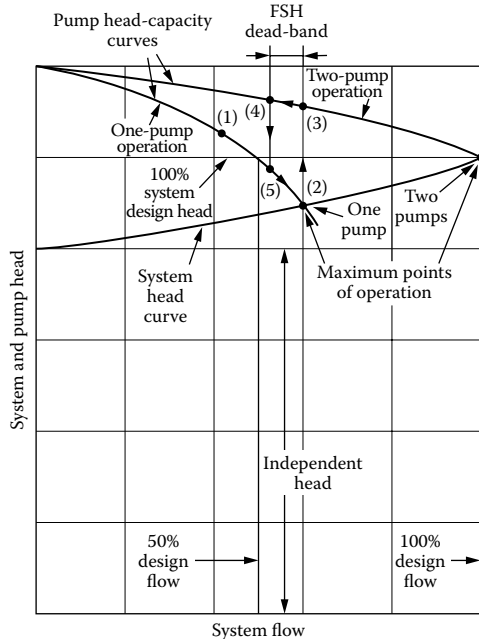 Pump head-capacity
curves
FSH
dead-band
Two-pump
operation
(1)
(4)
(3)
One-pump
operation
100%
system
design head
(5)
(2)
One
pump
Two
pumps
System
head
curve
Maximum points
of operation
System and pump head
Independent
head
50%
design
flow
100%
design
flow
System flow